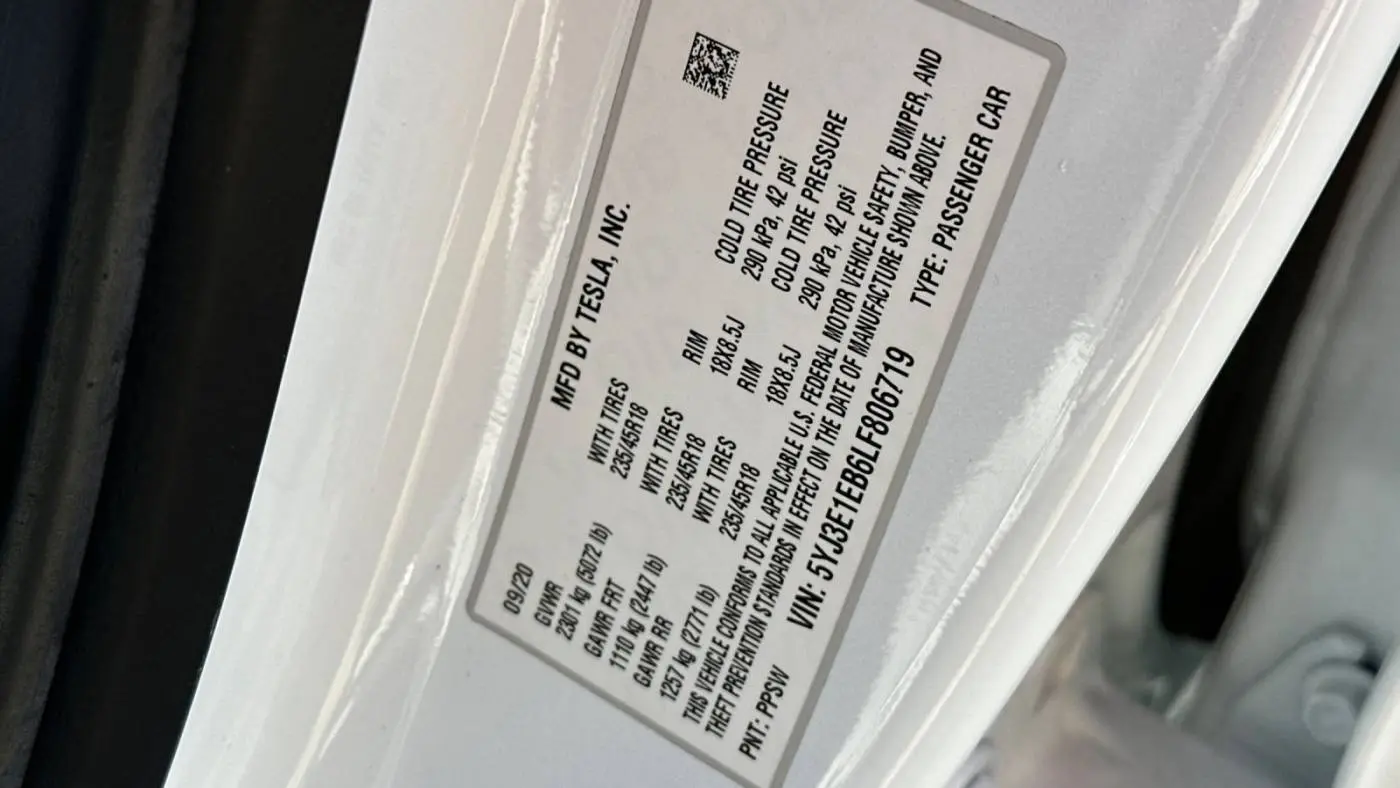 MFD BY TESLA, INC.
09/20
GVWR
2301 kg (5072 lb)
WITH TIRES
235/45R18
GAWR FRT
1110 kg (2447 lb)
WITH TIRES
235/45R18
RIM
18X8.5J
COLD TIRE PRESSURE
290 kPa, 42 psi
GAWR RR
1257 kg (2771 lb)
WITH TIRES
235/45R18
RIM
18X8.5J
COLD TIRE PRESSURE
290 kPa, 42 psi
THIS VEHICLE CONFORMS TO ALL APPLICABLE U.S. FEDERAL MOTOR VEHICLE SAFETY, BUMPER, AND
THEFT PREVENTION STANDARDS IN EFFECT ON THE DATE OF MANUFACTURE SHOWN ABOVE.
VIN: 5YJ3E1EB6LF806719
PNT: PPSW
TYPE: PASSENGER CAR